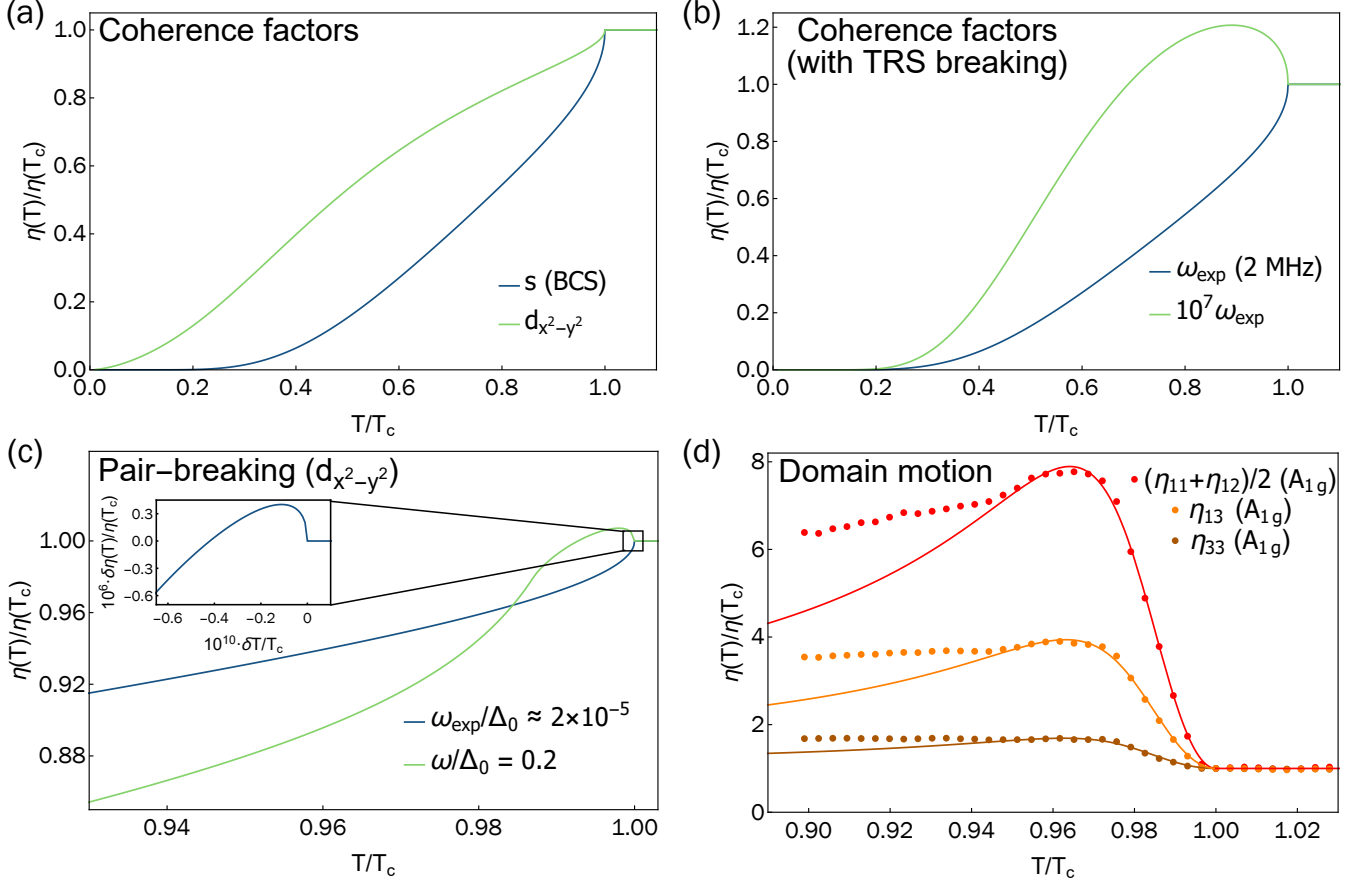 (a)
Coherence factors
η(T)/η(T_c)
1.0
0.8
0.6
0.4
0.2
0.0
s (BCS)
d_{x²−y²}
0.0 0.2 0.4 0.6 0.8 1.0
T/T_c
(b)
Coherence factors
(with TRS breaking)
η(T)/η(T_c)
1.2
1.0
0.8
0.6
0.4
0.2
0.0
ω_exp (2 MHz)
10⁷ω_exp
0.0 0.2 0.4 0.6 0.8 1.0
T/T_c
(c)
Pair−breaking (d_{x²−y²})
η(T)/η(T_c)
1.00
0.96
0.92
0.88
10⁶·δη(T)/η(T_c)
0.3
0.0
−0.3
−0.6
−0.6 −0.4 −0.2 0
10¹⁰·δT/T_c
ω_exp/Δ₀ ≈ 2×10⁻⁵
ω/Δ₀ = 0.2
0.94 0.96 0.98 1.00
T/T_c
(d)
Domain motion
η(T)/η(T_c)
8
6
4
2
0
(η₁₁+η₁₂)/2 (A_{1g})
η₁₃ (A_{1g})
η₃₃ (A_{1g})
0.90 0.92 0.94 0.96 0.98 1.00 1.02
T/T_c